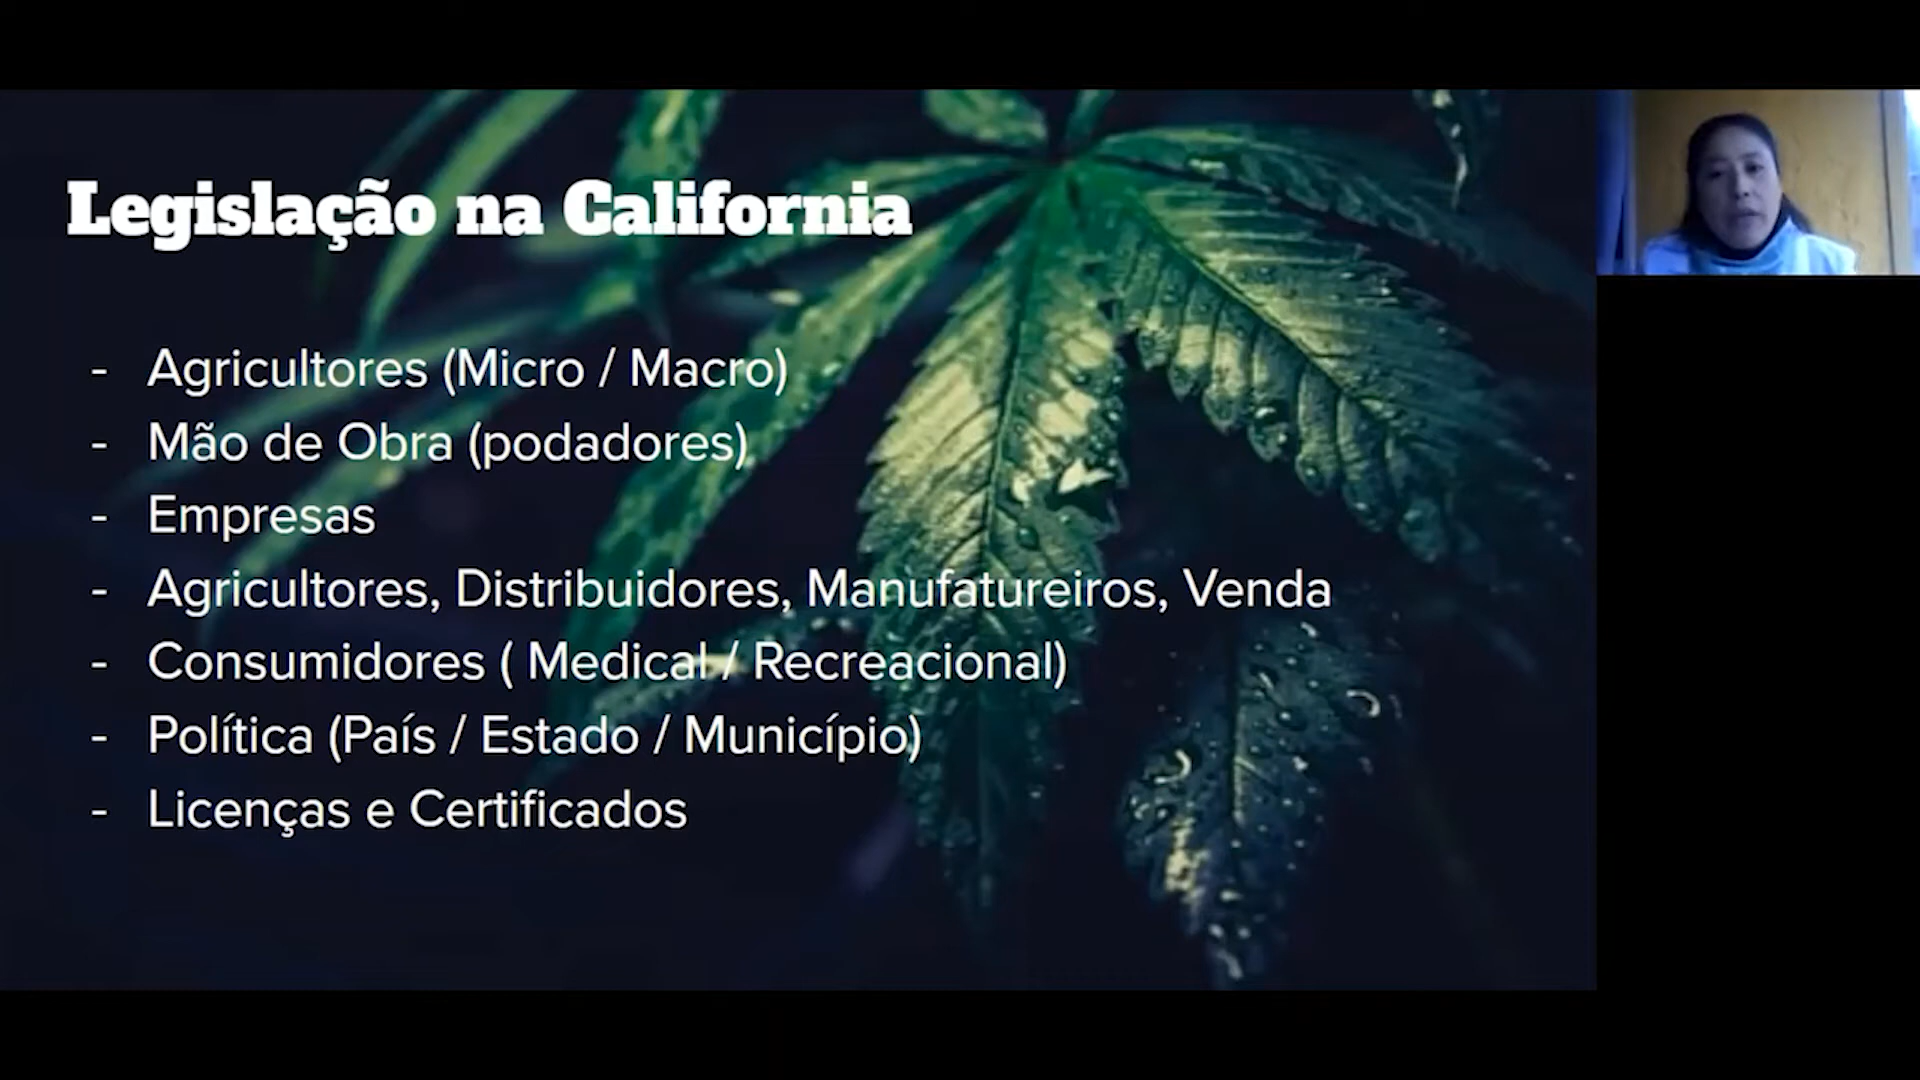 Legislação na California
- Agricultores (Micro / Macro)
- Mão de Obra (podadores)
- Empresas
- Agricultores, Distribuidores, Manufatureiros, Venda
- Consumidores ( Medical / Recreacional)
- Política (País / Estado / Município)
- Licenças e Certificados